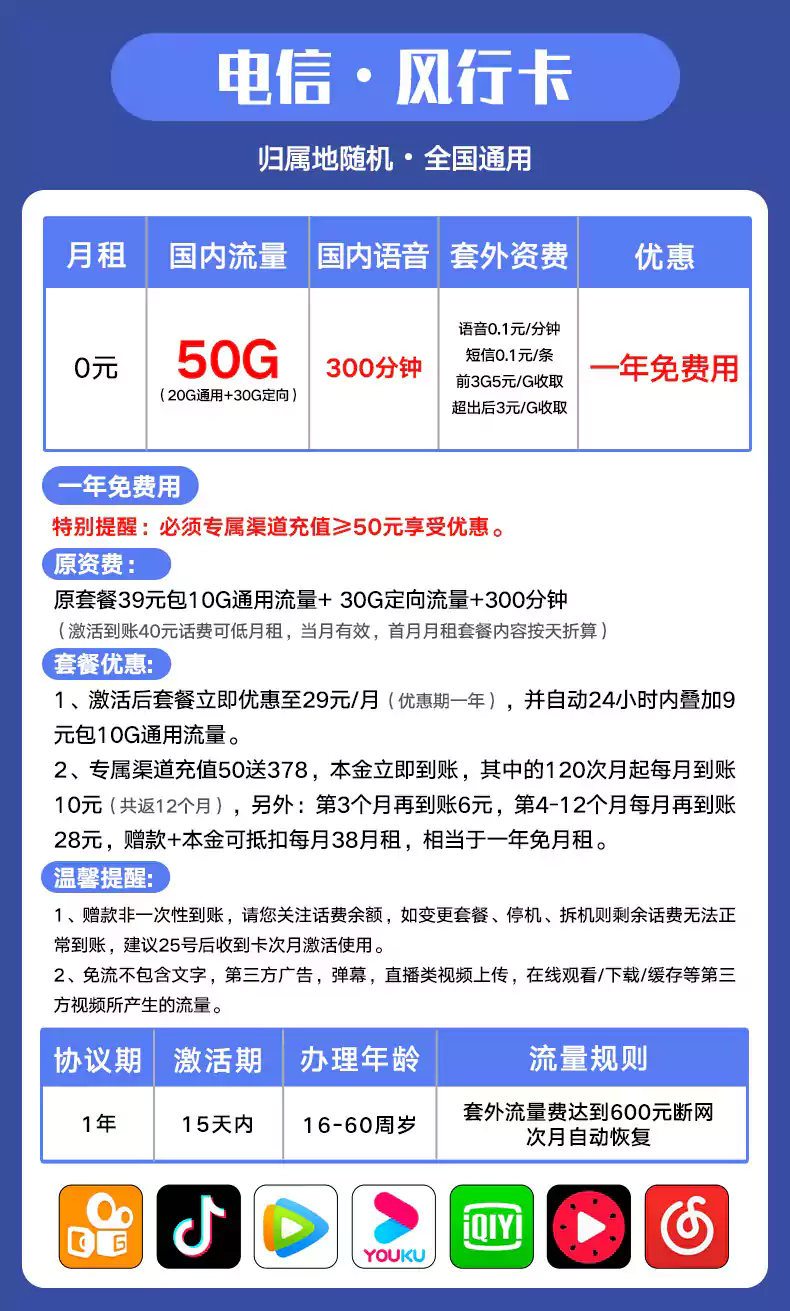 电信·风行卡
归属地随机·全国通用
月租 国内流量 国内语音 套外资费 优惠
0元
50G
（20G通用+30G定向）
300分钟
语音0.1元/分钟
短信0.1元/条
前3G5元/G收取
超出后3元/G收取
一年免费用
一年免费用
特别提醒：必须专属渠道充值≥50元享受优惠。
原资费：
原套餐39元包10G通用流量+ 30G定向流量+300分钟
（激活到账40元话费可低月租，当月有效，首月月租套餐内容按天折算）
套餐优惠:
1、激活后套餐立即优惠至29元/月（优惠期一年），并自动24小时内叠加9
元包10G通用流量。
2、专属渠道充值50送378，本金立即到账，其中的120次月起每月到账
10元（共返12个月），另外：第3个月再到账6元，第4-12个月每月再到账
28元，赠款+本金可抵扣每月38月租，相当于一年免月租。
温馨提醒:
1、赠款非一次性到账，请您关注话费余额，如变更套餐、停机、拆机则剩余话费无法正
常到账，建议25号后收到卡次月激活使用。
2、免流不包含文字，第三方广告，弹幕，直播类视频上传，在线观看/下载/缓存等第三
方视频所产生的流量。
协议期 激活期 办理年龄 流量规则
1年 15天内 16-60周岁
套外流量费达到600元断网
次月自动恢复
YOUKU
iQIYI